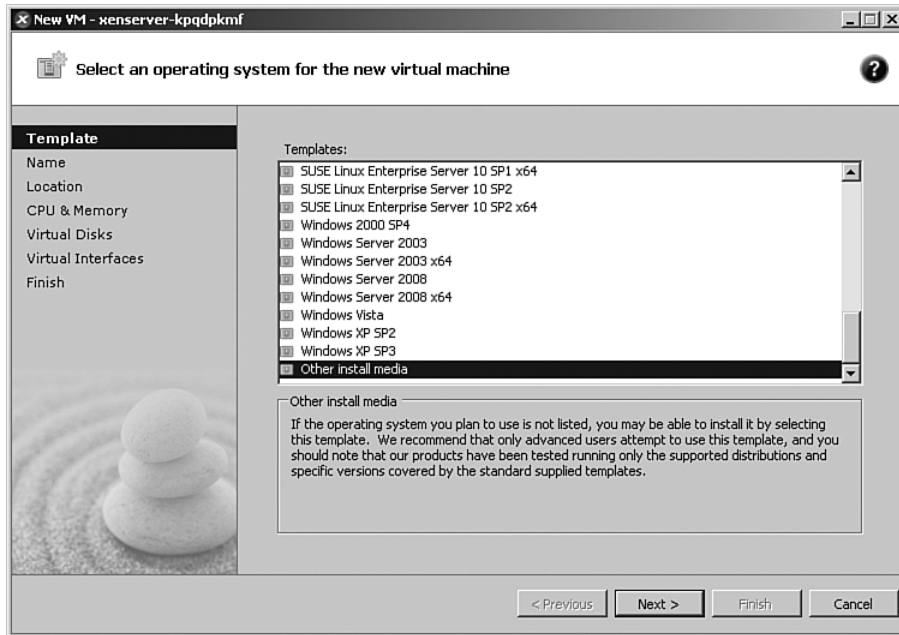 New VM - xenserver-kpqdpkmf
Select an operating system for the new virtual machine
?
Template
Name
Location
CPU & Memory
Virtual Disks
Virtual Interfaces
Finish
Templates:
SUSE Linux Enterprise Server 10 SP1 x64
SUSE Linux Enterprise Server 10 SP2
SUSE Linux Enterprise Server 10 SP2 x64
Windows 2000 SP4
Windows Server 2003
Windows Server 2003 x64
Windows Server 2008
Windows Server 2008 x64
Windows Vista
Windows XP SP2
Windows XP SP3
Other install media
Other install media
If the operating system you plan to use is not listed, you may be able to install it by selecting
this template. We recommend that only advanced users attempt to use this template, and you
should note that our products have been tested running only the supported distributions and
specific versions covered by the standard supplied templates.
< Previous
Next >
Finish
Cancel